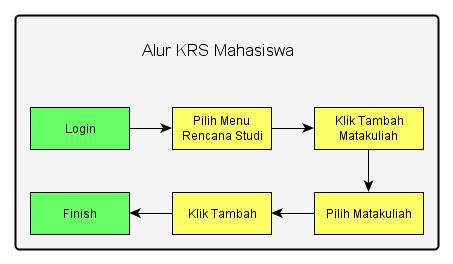 Alur KRS Mahasiswa
Login
Pilih Menu
Rencana Studi
Klik Tambah
Matakuliah
Pilih Matakuliah
Klik Tambah
Finish